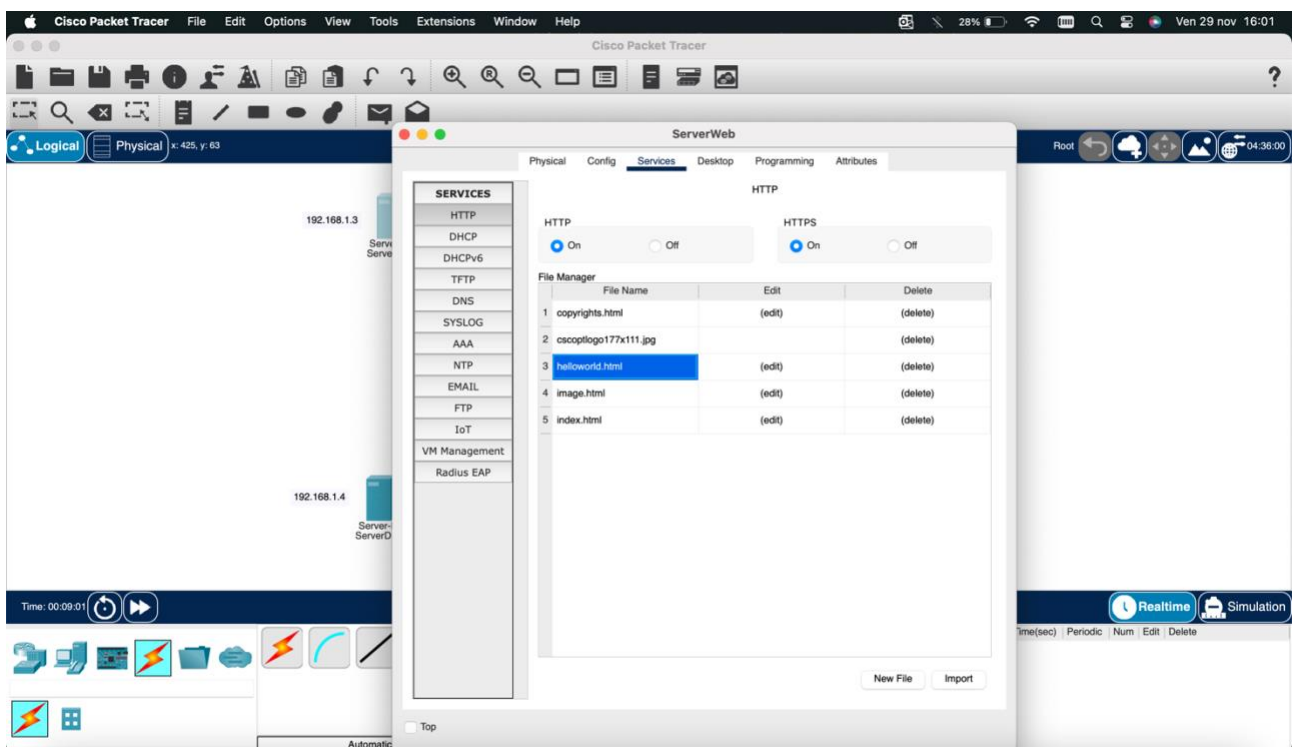 Cisco Packet Tracer File Edit Options View Tools Extensions Window Help 28% Ven 29 nov 16:01
Cisco Packet Tracer
?
Logical Physical x: 425, y: 63 Root 04:36:00
ServerWeb
Physical Config Services Desktop Programming Attributes
SERVICES
HTTP
DHCP
DHCPv6
TFTP
DNS
SYSLOG
AAA
NTP
EMAIL
FTP
IoT
VM Management
Radius EAP
HTTP
HTTP HTTPS
On Off On Off
File Manager
File Name Edit Delete
1 copyrights.html (edit) (delete)
2 cscoptlogo177x111.jpg (delete)
3 helloworld.html (edit) (delete)
4 image.html (edit) (delete)
5 index.html (edit) (delete)
New File Import
Top
192.168.1.3
Serve
Serve
192.168.1.4
Server-
ServerD
Time: 00:09:01 Realtime Simulation
Time(sec) Periodic Num Edit Delete
Automatic